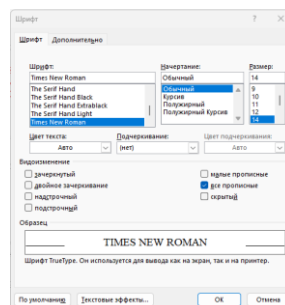 Шрифт ? ×
Шрифт Дополнительно
Шрифт: Начертание: Размер:
Times New Roman Обычный 14
The Serif Hand Обычный 9
The Serif Hand Black Курсив 10
The Serif Hand Extrablack Полужирный 11
The Serif Hand Light Полужирный Курсив 12
Times New Roman 14
Цвет текста: Подчеркивание: Цвет подчеркивания:
Авто (нет) Авто
Видоизменение
зачеркнутый малые прописные
двойное зачеркивание все прописные
надстрочный скрытый
подстрочный
Образец
TIMES NEW ROMAN
Шрифт TrueType. Он используется для вывода как на экран, так и на принтер.
По умолчанию Текстовые эффекты... ОК Отмена